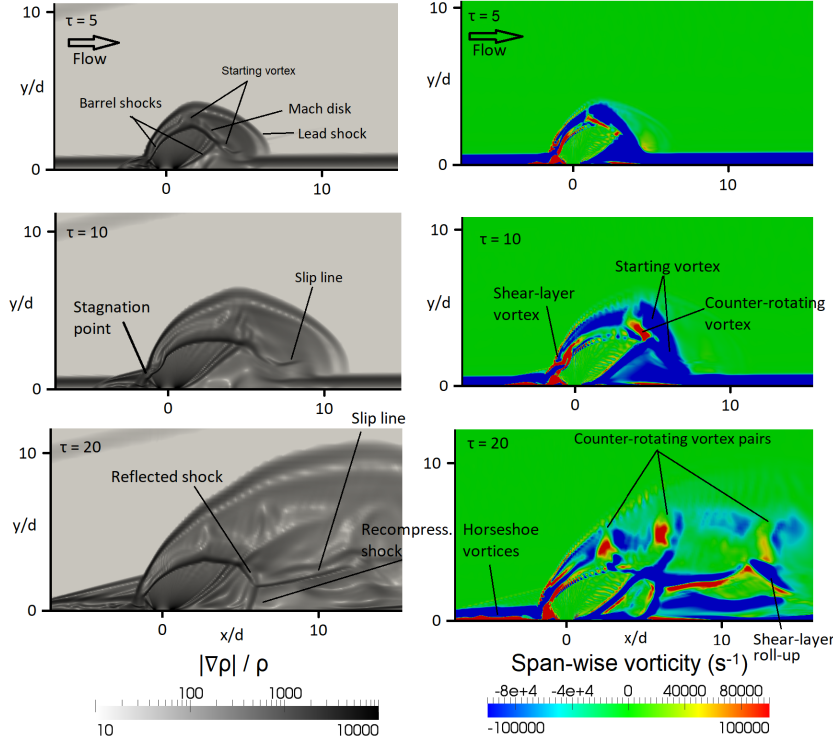 10
τ = 5
Flow
Starting vortex
y/d
Barrel shocks
Mach disk
Lead shock
0
0
10
10
τ = 5
Flow
y/d
0
0
10
10
τ = 10
Slip line
y/d
Stagnation
point
0
0
10
10
τ = 10
Starting vortex
Shear-layer
vortex
y/d
Counter-rotating
vortex
0
0
10
Slip line
τ = 20
10
Reflected shock
y/d
Recompress.
shock
0
0
x/d
10
τ = 20
Counter-rotating vortex pairs
10
y/d
Horseshoe
vortices
0
0
x/d
10
Shear-layer
roll-up
|∇ρ| / ρ
100
1000
10
10000
Span-wise vorticity (s-1)
-8e+4
-4e+4
0
40000
80000
-100000
100000